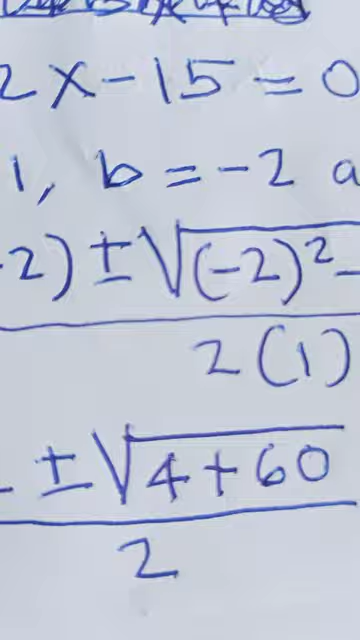 2x-15=0
1, b=-2 a
2) ± √(-2)² -
2(1)
± √4+60
2